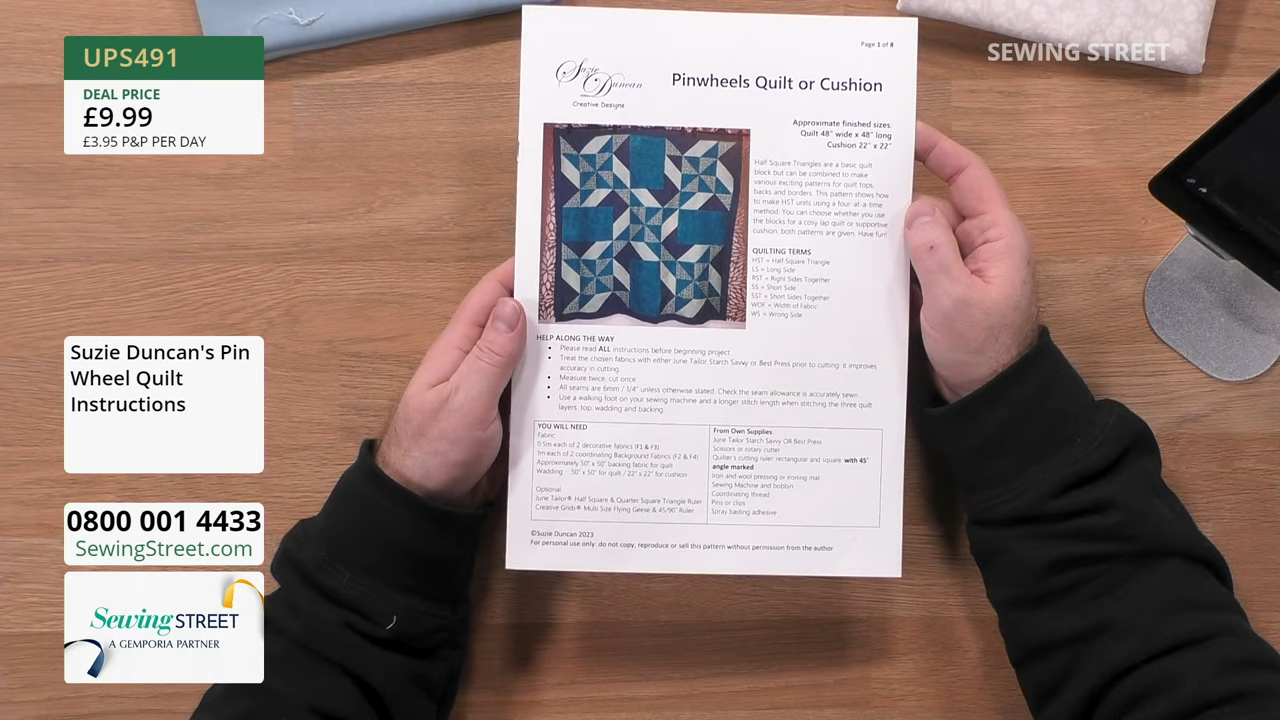 UPS491
DEAL PRICE
£9.99
£3.95 P&P PER DAY
Suzie Duncan's Pin
Wheel Quilt
Instructions
0800 001 4433
SewingStreet.com
Sewing STREET
A GEMPORIA PARTNER
SEWING STREET
Page 1 of 8
Suzie
Duncan
Creative Designs
Pinwheels Quilt or Cushion
Approximate finished sizes:
Quilt 48" wide x 48" long
Cushion 22" x 22"
Half Square Triangles are a basic quilt
block but can be combined to make
various exciting patterns for quilt tops,
backs and borders. This pattern shows how
to make HST units using a four-at-a-time
method. You can choose whether you use
the blocks for a cosy lap quilt or supportive
cushion: both patterns are given. Have fun!
QUILTING TERMS
HST = Half Square Triangle
LS = Long Side
RST = Right Sides Together
SS = Short Side
SST = Short Sides Together
WOF = Width of Fabric
WS = Wrong Side
HELP ALONG THE WAY
• Please read ALL instructions before beginning project
• Treat the chosen fabrics with either June Tailor Starch Savvy or Best Press prior to cutting: it improves
accuracy in cutting.
• Measure twice, cut once
• All seams are 6mm / 1/4" unless otherwise stated. Check the seam allowance is accurately sewn
• Use a walking foot on your sewing machine and a longer stitch length when stitching the three quilt
layers: top, wadding and backing.
YOU WILL NEED
Fabric:
0.5m each of 2 decorative fabrics (F1 & F3)
1m each of 2 coordinating Background Fabrics (F2 & F4)
Approximately 50" x 50" backing fabric for quilt
Wadding 50" x 50" for quilt / 22" x 22" for cushion
Optional
June Tailor® Half Square & Quarter Square Triangle Ruler
Creative Grids® Multi Size Flying Geese & 45/90° Ruler
From Own Supplies
June Tailor Starch Savvy OR Best Press
Scissors or rotary cutter
Quilter's cutting ruler: rectangular and square, with 45°
angle marked
Iron and wool pressing or ironing mat
Sewing Machine and bobbin
Coordinating thread
Pins or clips
Spray basting adhesive
©Suzie Duncan 2023
For personal use only: do not copy, reproduce or sell this pattern without permission from the author